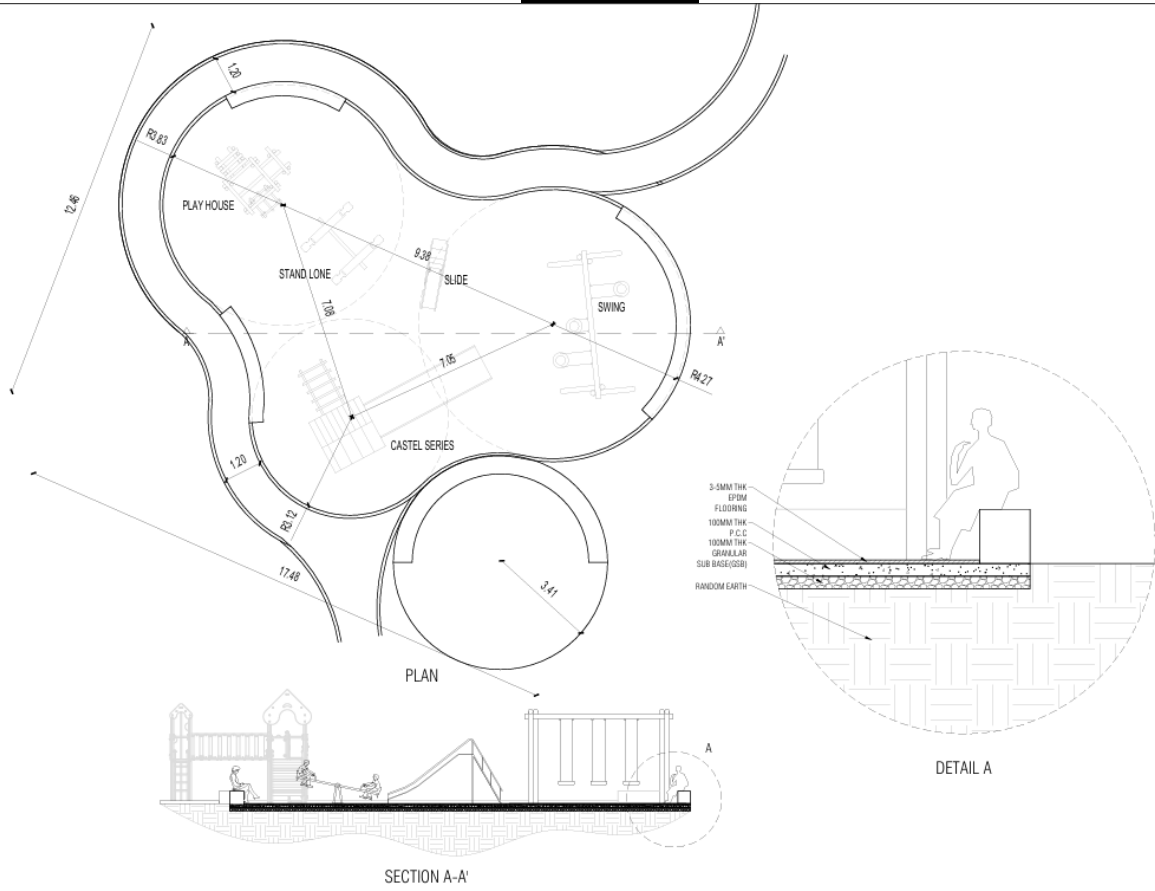 1.20
R3.83
12.46
PLAY HOUSE
9.38
STAND LONE
SLIDE
7.06
SWING
A
A'
7.05
R4.27
CASTEL SERIES
1.20
R3.12
17.48
3.41
PLAN
3-5MM THK
EPDM
FLOORING
100MM THK
P.C.C
100MM THK
GRANULAR
SUB BASE(GSB)
RANDOM EARTH
DETAIL A
A
SECTION A-A'